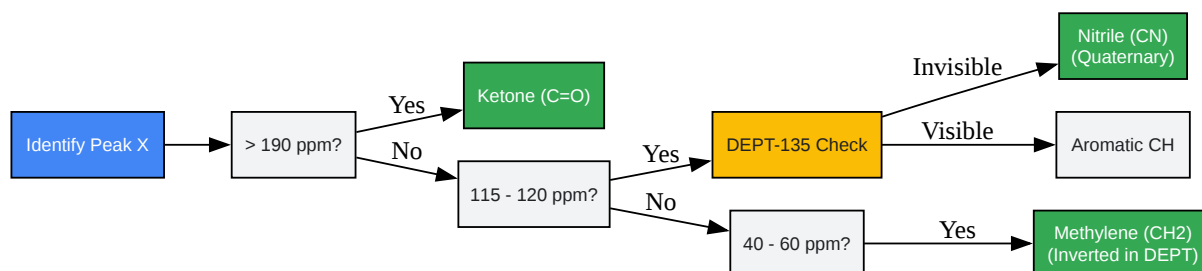 Identify Peak X
> 190 ppm?
Yes
Ketone (C=O)
No
115 - 120 ppm?
Yes
DEPT-135 Check
Invisible
Nitrile (CN)
(Quaternary)
Visible
Aromatic CH
No
40 - 60 ppm?
Yes
Methylene (CH2)
(Inverted in DEPT)